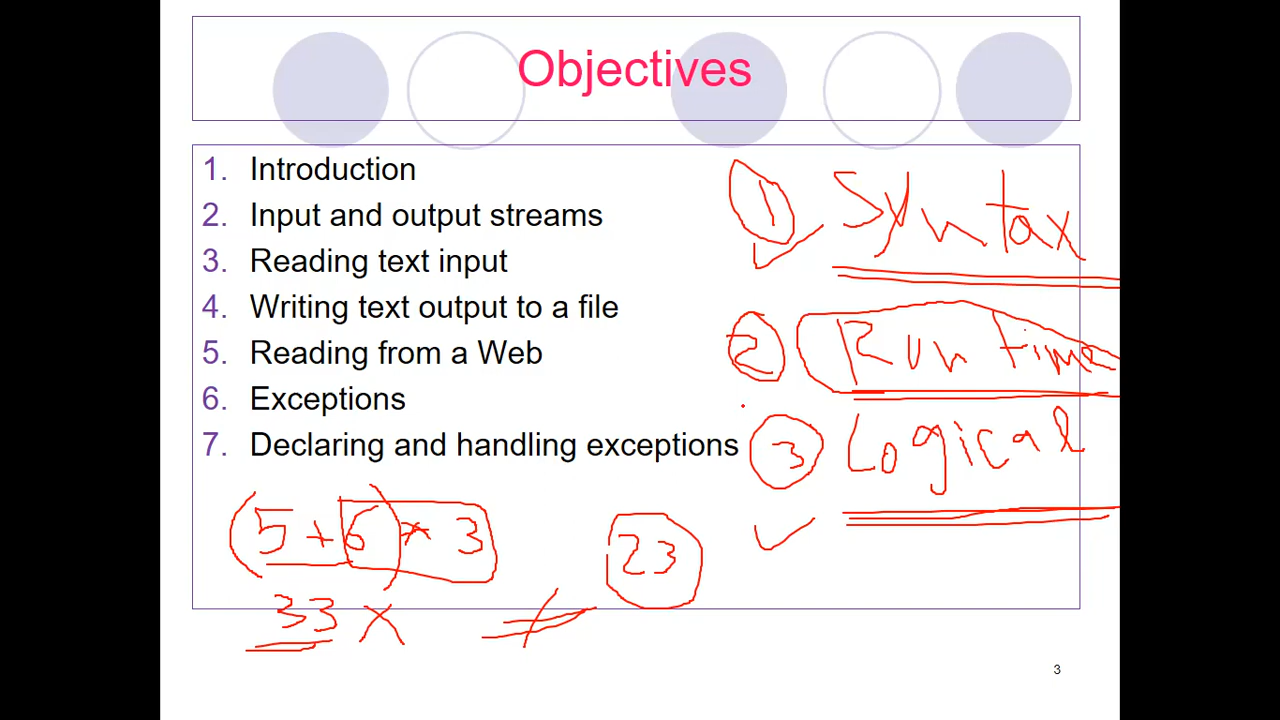 Objectives
1. Introduction
2. Input and output streams
3. Reading text input
4. Writing text output to a file
5. Reading from a Web
6. Exceptions
7. Declaring and handling exceptions
1 Syntax
2 Run time
3 Logical
(5+6)* 3
23
33 X ≠
3